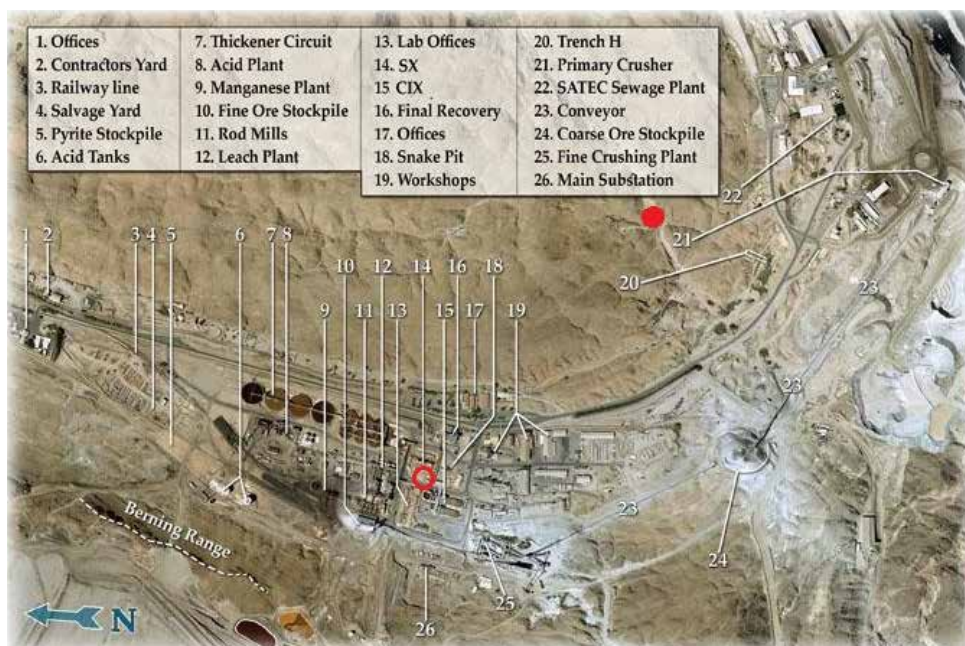 1. Offices
2. Contractors Yard
3. Railway line
4. Salvage Yard
5. Pyrite Stockpile
6. Acid Tanks
7. Thickener Circuit
8. Acid Plant
9. Manganese Plant
10. Fine Ore Stockpile
11. Rod Mills
12. Leach Plant
13. Lab Offices
14. SX
15 CIX
16. Final Recovery
17. Offices
18. Snake Pit
19. Workshops
20. Trench H
21. Primary Crusher
22. SATEC Sewage Plant
23. Conveyor
24. Coarse Ore Stockpile
25. Fine Crushing Plant
26. Main Substation
22
21
20
23
1 2 3 4 5 6 7 8
10 12 14 16 18
9 11 13 15 17 19
23
23
24
25
26
Berning Range
N